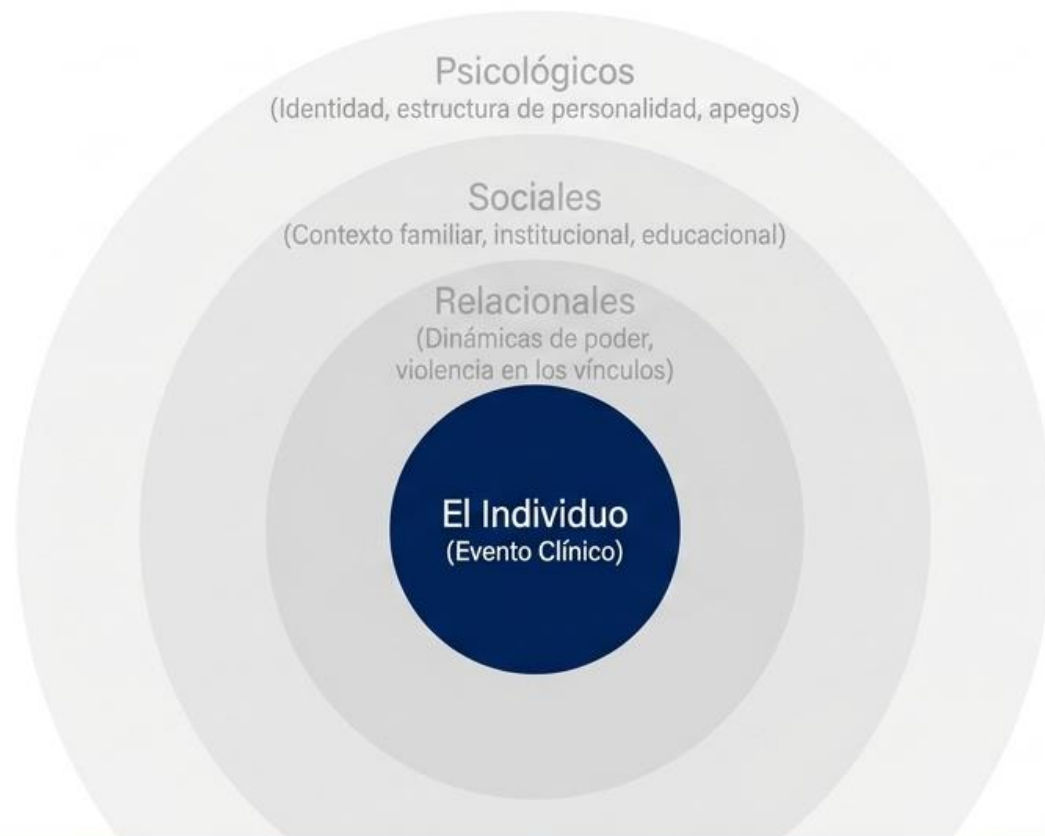 Psicológicos
(Identidad, estructura de personalidad, apegos)
Sociales
(Contexto familiar, institucional, educacional)
Relacionales
(Dinámicas de poder,
violencia en los vínculos)
El Individuo
(Evento Clínico)